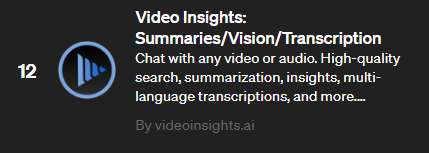 Video Insights:
Summaries/Vision/Transcription
12
Chat with any video or audio. High-quality
search, summarization, insights, multi-
language transcriptions, and more....
By videoinsights.ai